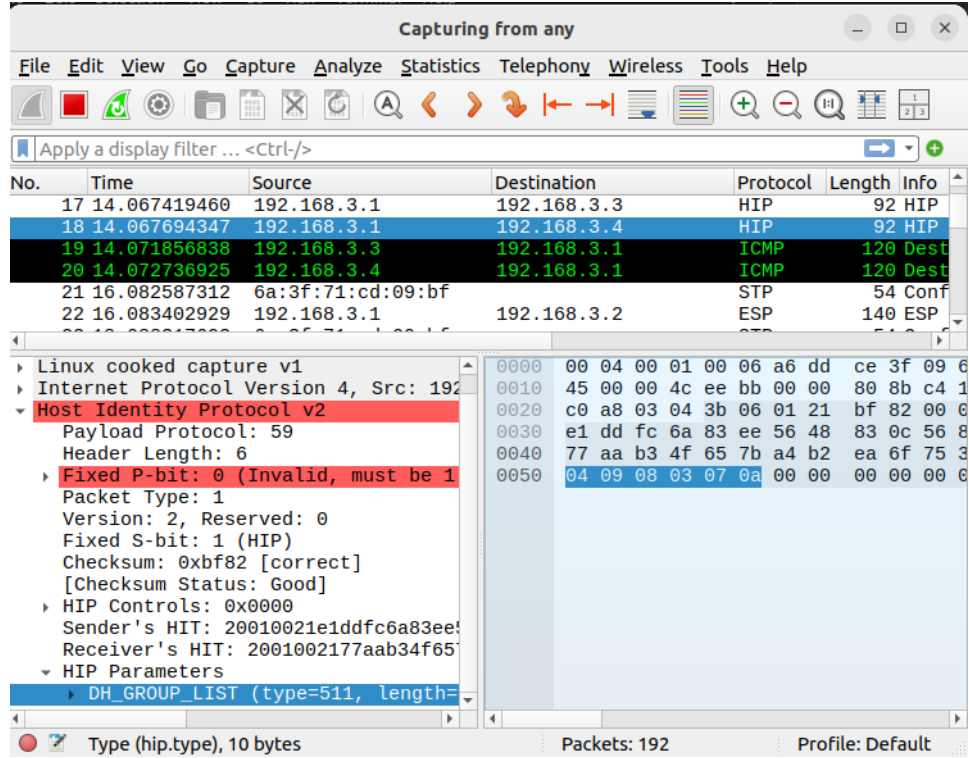 Capturing from any
File Edit View Go Capture Analyze Statistics Telephony Wireless Tools Help
Apply a display filter … <Ctrl-/>
No. Time Source Destination Protocol Length Info
17 14.067419460 192.168.3.1 192.168.3.3 HIP 92 HIP
18 14.067694347 192.168.3.1 192.168.3.4 HIP 92 HIP
19 14.071856838 192.168.3.3 192.168.3.1 ICMP 120 Dest
20 14.072736925 192.168.3.4 192.168.3.1 ICMP 120 Dest
21 16.082587312 6a:3f:71:cd:09:bf STP 54 Conf
22 16.083402929 192.168.3.1 192.168.3.2 ESP 140 ESP
Linux cooked capture v1
Internet Protocol Version 4, Src: 192
Host Identity Protocol v2
Payload Protocol: 59
Header Length: 6
Fixed P-bit: 0 (Invalid, must be 1
Packet Type: 1
Version: 2, Reserved: 0
Fixed S-bit: 1 (HIP)
Checksum: 0xbf82 [correct]
[Checksum Status: Good]
HIP Controls: 0x0000
Sender's HIT: 20010021e1ddfc6a83ee5
Receiver's HIT: 2001002177aab34f657
HIP Parameters
DH_GROUP_LIST (type=511, length=
0000 00 04 00 01 00 06 a6 dd ce 3f 09 6
0010 45 00 00 4c ee bb 00 00 80 8b c4 1
0020 c0 a8 03 04 3b 06 01 21 bf 82 00 0
0030 e1 dd fc 6a 83 ee 56 48 83 0c 56 8
0040 77 aa b3 4f 65 7b a4 b2 ea 6f 75 3
0050 04 09 08 03 07 0a 00 00 00 00 00 0
Type (hip.type), 10 bytes
Packets: 192
Profile: Default